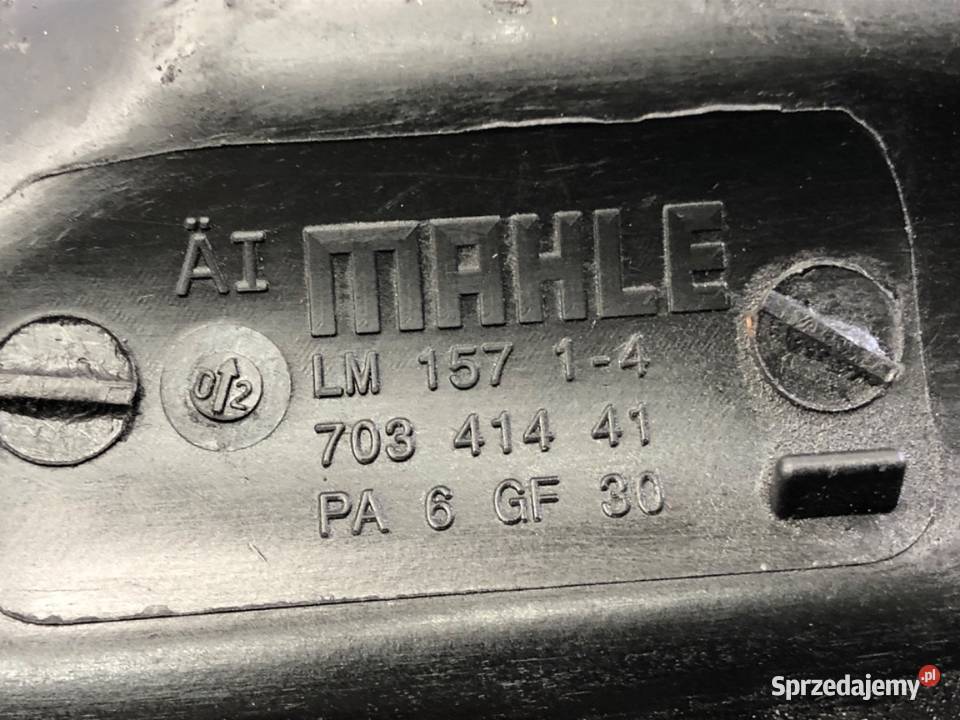 ÄI MAHLE
0↑2
LM 157 1-4
703 414 41
PA 6 GF 30
Sprzedajemy.pl